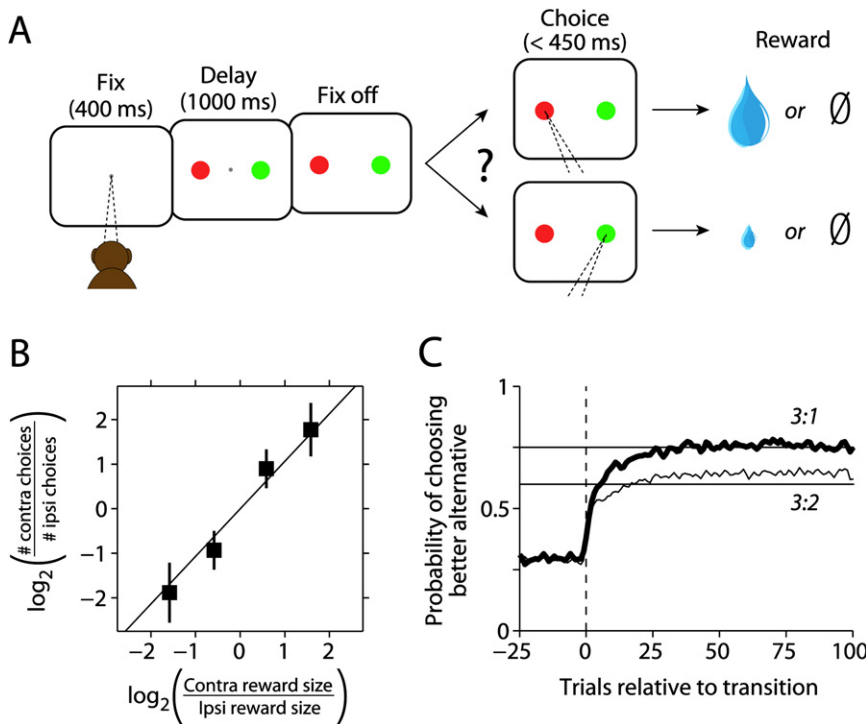 A
Fix
(400 ms)
Delay
(1000 ms)
Fix off
?
Choice
(< 450 ms)
Reward
or Ø
or Ø
B
log2(# contra choices / # ipsi choices)
2
1
0
−1
−2
−2 −1 0 1 2
log2(Contra reward size / Ipsi reward size)
C
Probability of choosing
better alternative
1
0.5
0
3:1
3:2
−25 0 25 50 75 100
Trials relative to transition